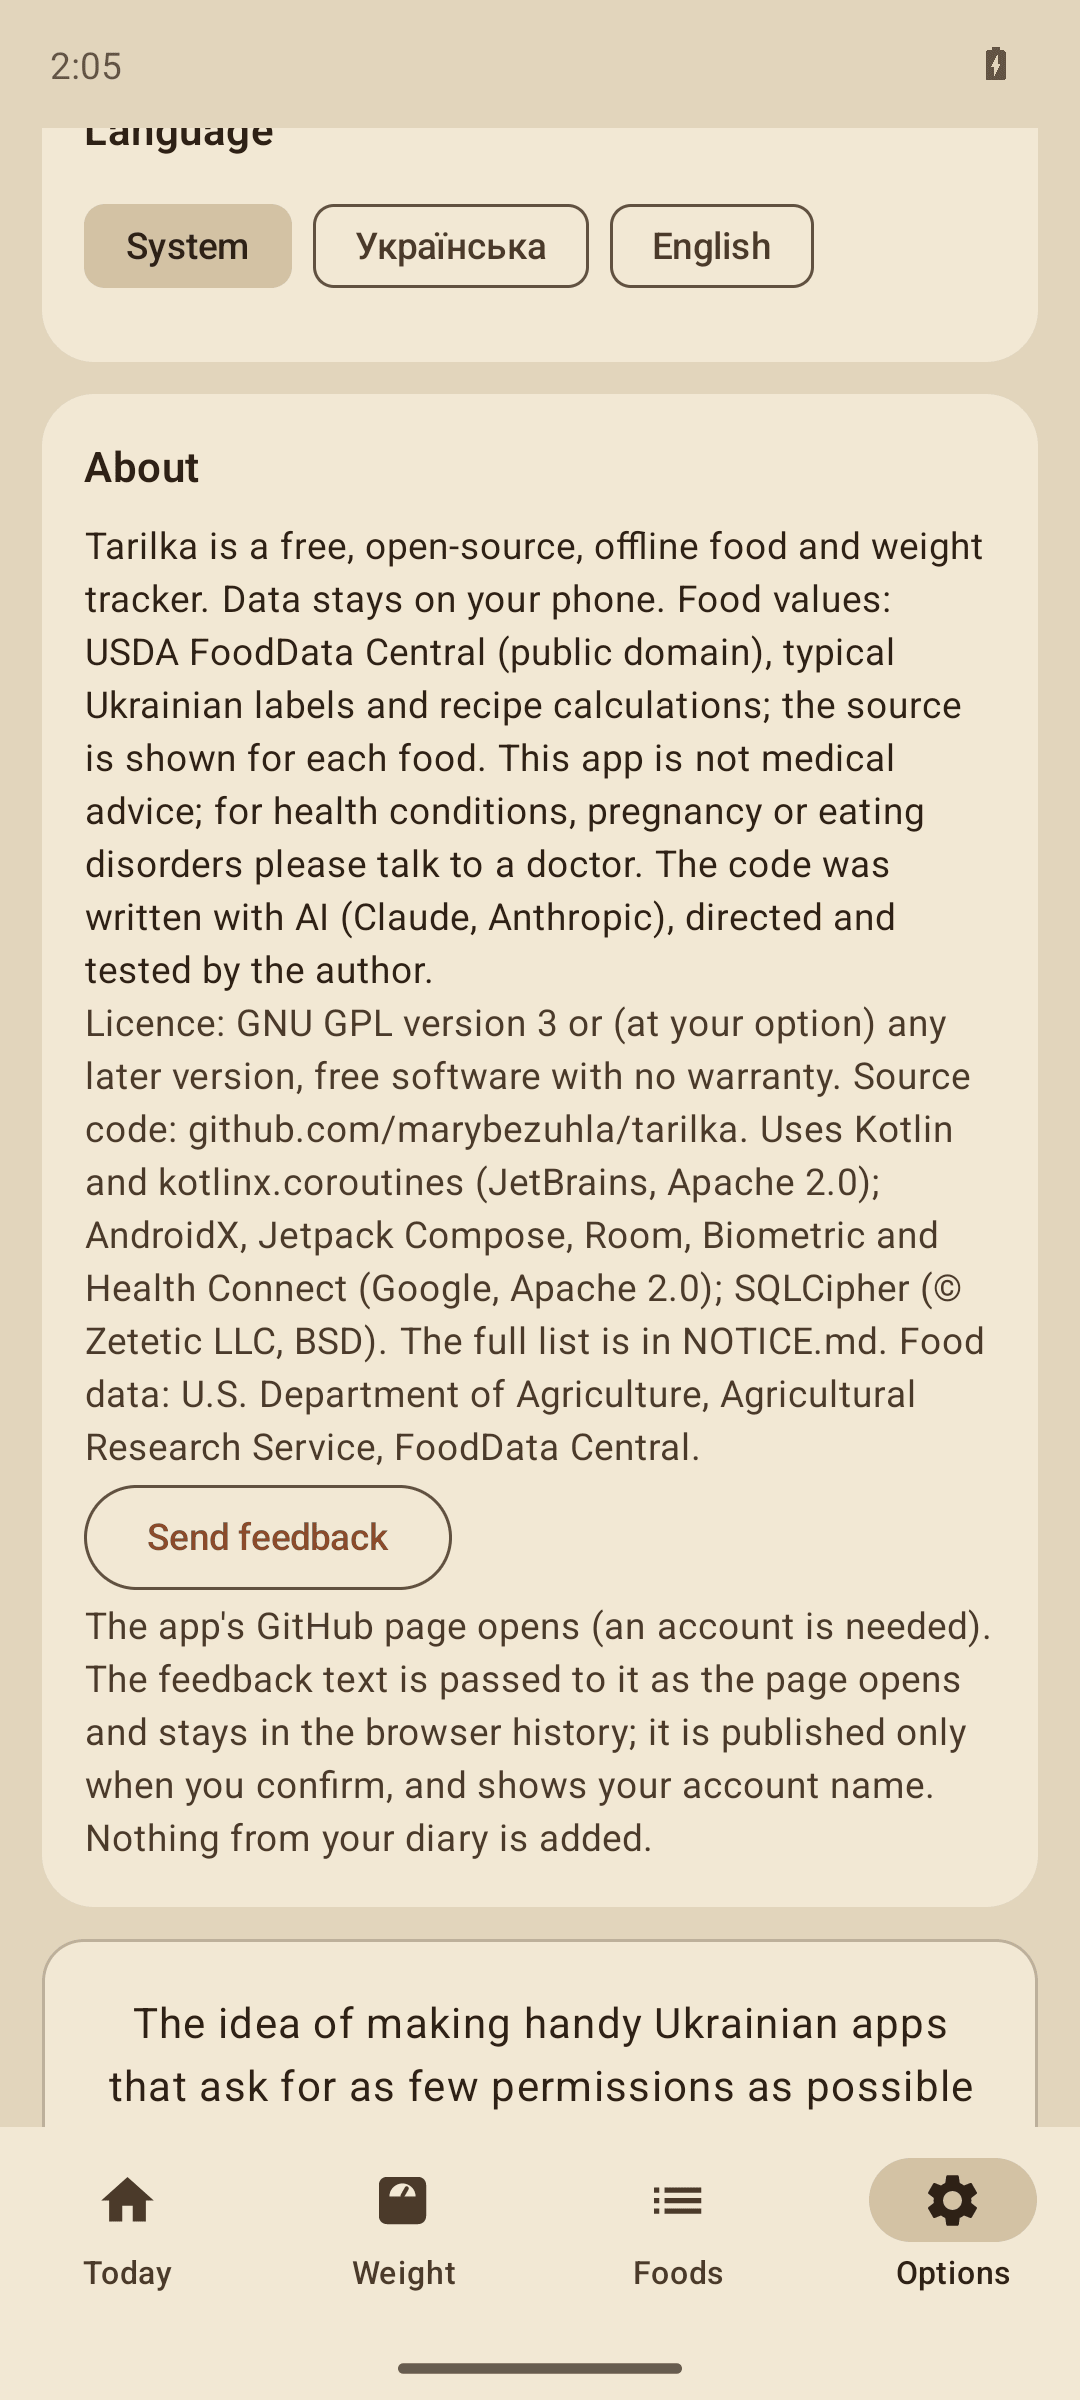 2:05
Language
System
Українська
English
About
Tarilka is a free, open-source, offline food and weight
tracker. Data stays on your phone. Food values:
USDA FoodData Central (public domain), typical
Ukrainian labels and recipe calculations; the source
is shown for each food. This app is not medical
advice; for health conditions, pregnancy or eating
disorders please talk to a doctor. The code was
written with AI (Claude, Anthropic), directed and
tested by the author.
Licence: GNU GPL version 3 or (at your option) any
later version, free software with no warranty. Source
code: github.com/marybezuhla/tarilka. Uses Kotlin
and kotlinx.coroutines (JetBrains, Apache 2.0);
AndroidX, Jetpack Compose, Room, Biometric and
Health Connect (Google, Apache 2.0); SQLCipher (©
Zetetic LLC, BSD). The full list is in NOTICE.md. Food
data: U.S. Department of Agriculture, Agricultural
Research Service, FoodData Central.
Send feedback
The app's GitHub page opens (an account is needed).
The feedback text is passed to it as the page opens
and stays in the browser history; it is published only
when you confirm, and shows your account name.
Nothing from your diary is added.
The idea of making handy Ukrainian apps
that ask for as few permissions as possible
Today
Weight
Foods
Options